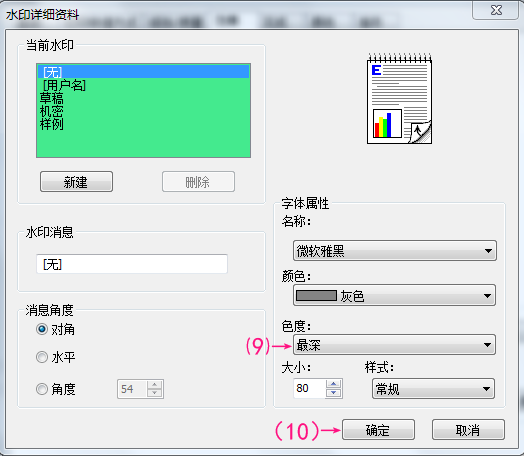 水印详细资料
当前水印
[无]
[用户名]
草稿
机密
样例
新建
删除
水印消息
[无]
消息角度
对角
水平
角度
54
E
字体属性
名称：
微软雅黑
颜色：
灰色
色度：
(9)→ 最深
大小： 样式：
80 常规
(10)→ 确定 取消